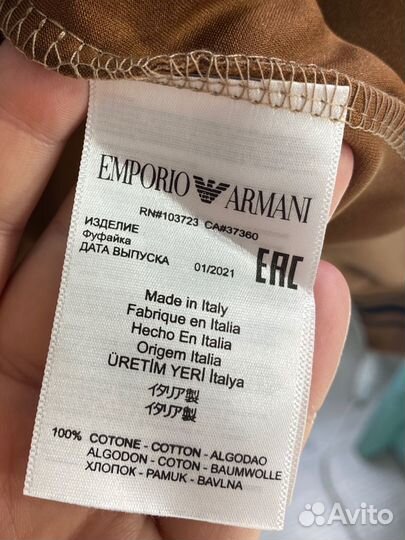 EMPORIO ARMANI
RN#103723 CA#37360
ИЗДЕЛИЕ
Фуфайка
ДАТА ВЫПУСКА 01/2021
EAC
Made in Italy
Fabrique en Italia
Hecho En Italia
Origem Italia
ÜRETİM YERİ İtalya
イタリア製
イタリア製
100% COTONE - COTTON - ALGODAO
ALGODON - COTON - BAUMWOLLE
ХЛОПОК - PAMUK - BAVLNA
Avito